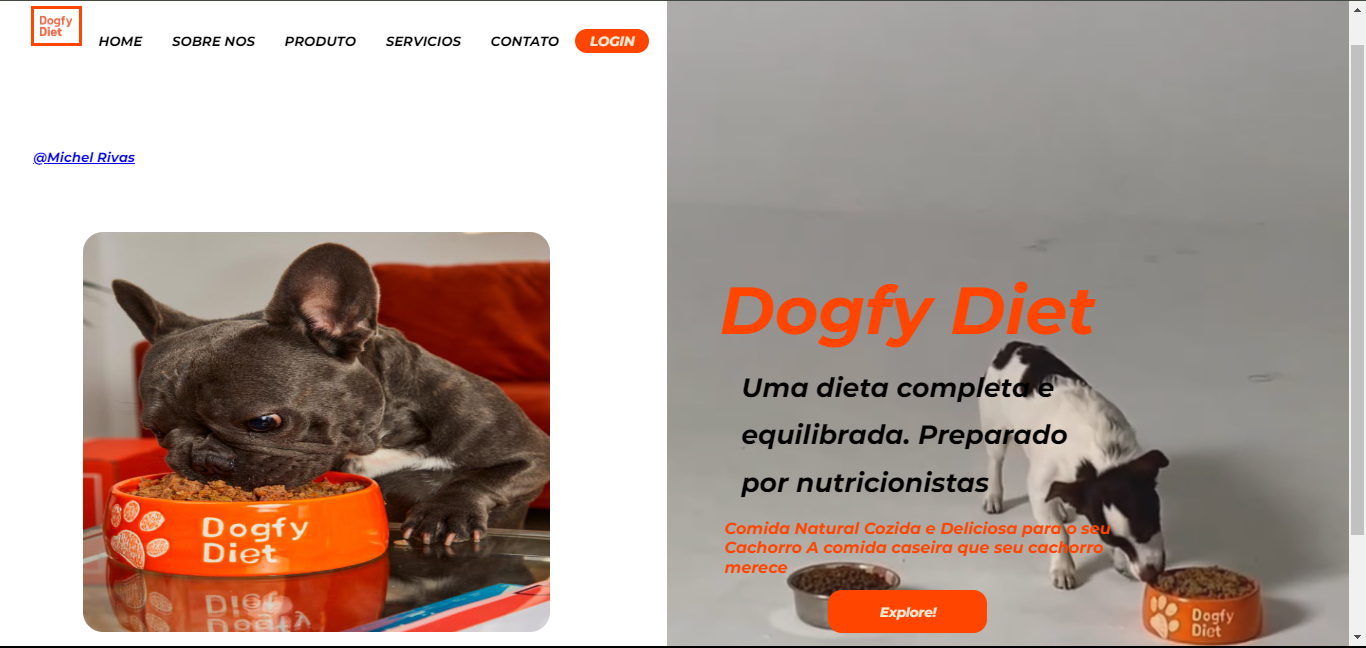 Dogfy
Diet
HOME SOBRE NOS PRODUTO SERVICIOS CONTATO LOGIN
@Michel Rivas
Dogfy
Diet
Dogfy Diet
Uma dieta completa e
equilibrada. Preparado
por nutricionistas
Comida Natural Cozida e Deliciosa para o seu
Cachorro A comida caseira que seu cachorro
merece
Explore!
Dogfy
Diet